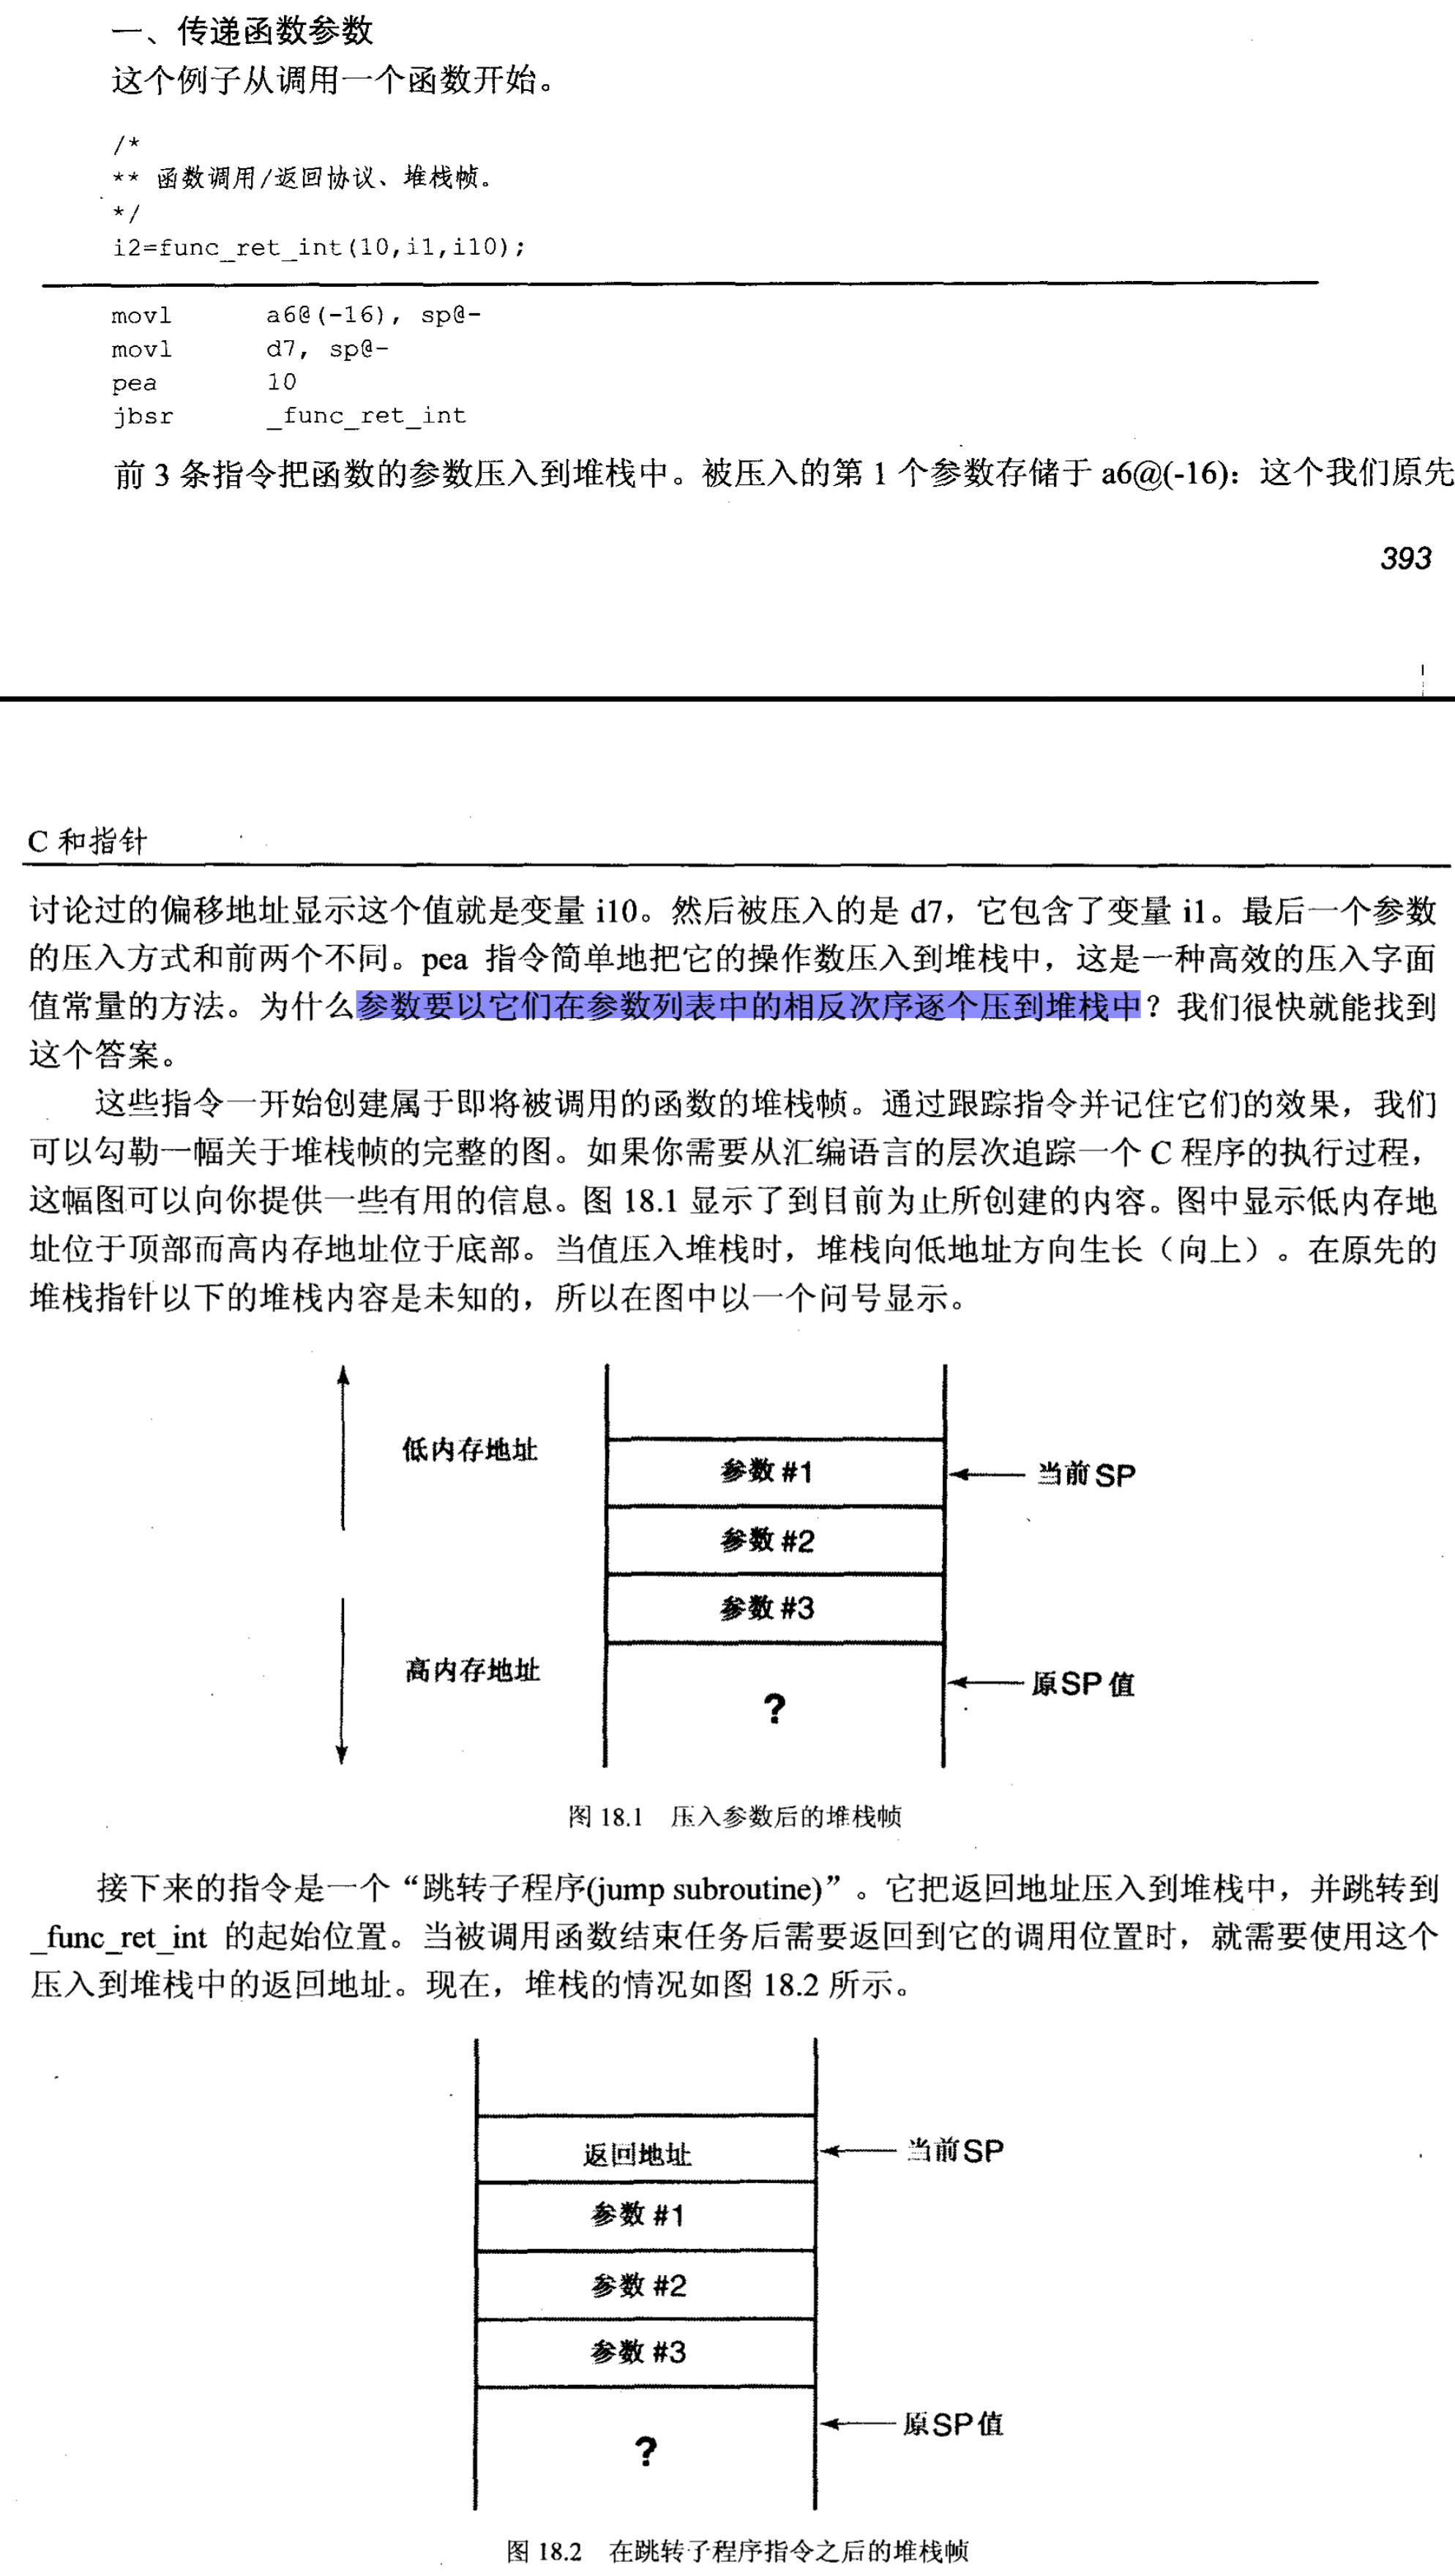 一、传递函数参数
这个例子从调用一个函数开始。
/*
** 函数调用/返回协议、堆栈帧。
*/
i2=func_ret_int(10,i1,i10);
movl a6@(-16), sp@-
movl d7, sp@-
pea 10
jbsr _func_ret_int
前 3 条指令把函数的参数压入到堆栈中。被压入的第 1 个参数存储于 a6@(-16)：这个我们原先
393
C 和指针
讨论过的偏移地址显示这个值就是变量 i10。然后被压入的是 d7，它包含了变量 i1。最后一个参数
的压入方式和前两个不同。pea 指令简单地把它的操作数压入到堆栈中，这是一种高效的压入字面
值常量的方法。为什么参数要以它们在参数列表中的相反次序逐个压到堆栈中？我们很快就能找到
这个答案。
这些指令一开始创建属于即将被调用的函数的堆栈帧。通过跟踪指令并记住它们的效果，我们
可以勾勒一幅关于堆栈帧的完整的图。如果你需要从汇编语言的层次追踪一个 C 程序的执行过程，
这幅图可以向你提供一些有用的信息。图 18.1 显示了到目前为止所创建的内容。图中显示低内存地
址位于顶部而高内存地址位于底部。当值压入堆栈时，堆栈向低地址方向生长（向上）。在原先的
堆栈指针以下的堆栈内容是未知的，所以在图中以一个问号显示。
低内存地址
参数 #1
当前 SP
参数 #2
参数 #3
高内存地址
原SP 值
?
图 18.1 压入参数后的堆栈帧
接下来的指令是一个“跳转子程序(jump subroutine)”。它把返回地址压入到堆栈中，并跳转到
_func_ret_int 的起始位置。当被调用函数结束任务后需要返回到它的调用位置时，就需要使用这个
压入到堆栈中的返回地址。现在，堆栈的情况如图 18.2 所示。
返回地址
当前SP
参数 #1
参数 #2
参数 #3
原SP值
?
图 18.2 在跳转子程序指令之后的堆栈帧